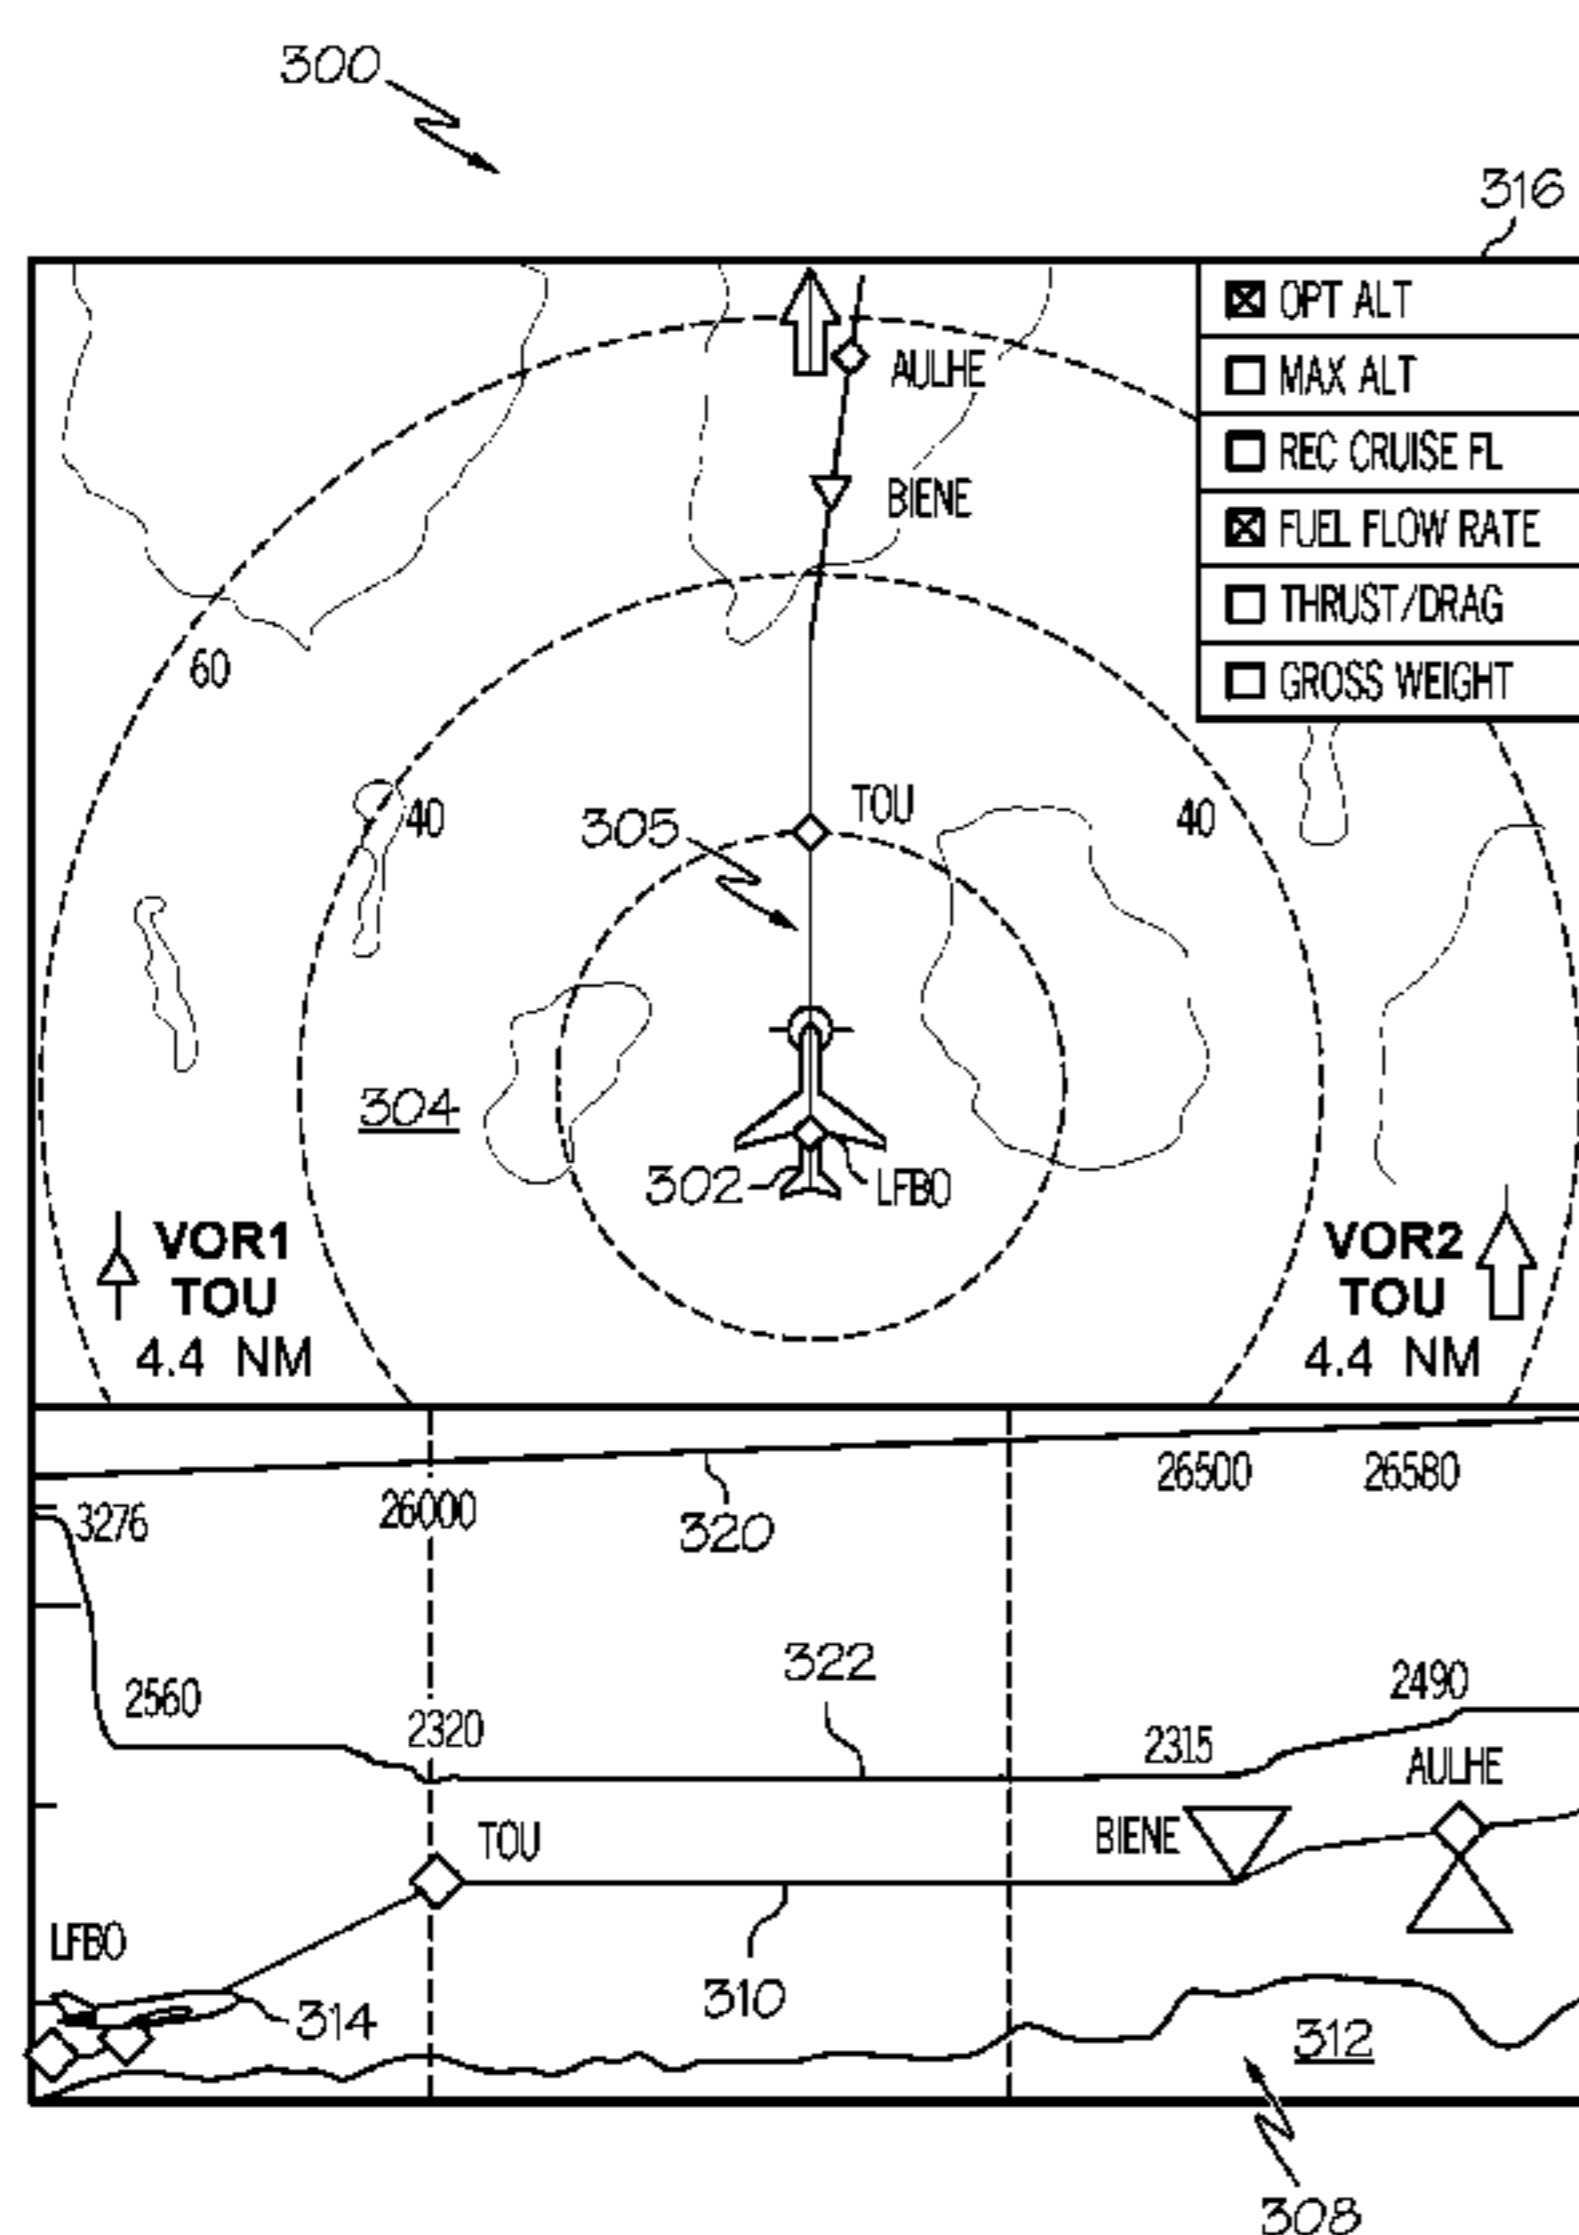 300
316
OPT ALT
MAX ALT
REC CRUISE FL
FUEL FLOW RATE
THRUST/DRAG
GROSS WEIGHT
AULHE
BIENE
60
40
40
TOU
305
304
302
LFBO
VOR1
TOU
4.4 NM
VOR2
TOU
4.4 NM
3276
26000
320
26500
26580
2560
2320
322
2315
2490
AULHE
TOU
BIENE
LFBO
314
310
312
308